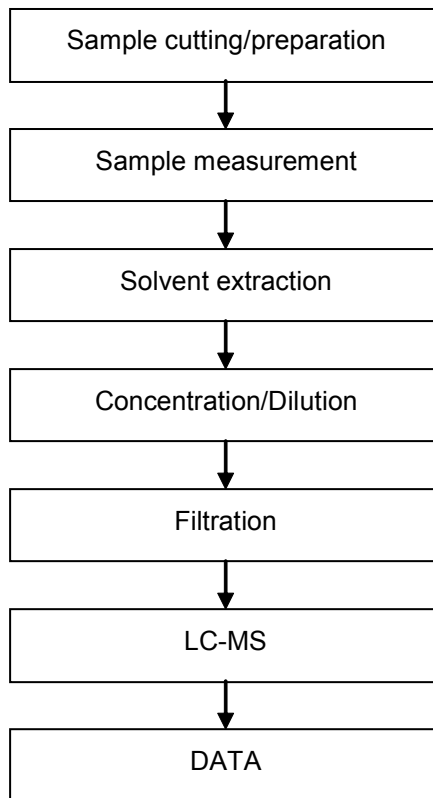 Sample cutting/preparation
Sample measurement
Solvent extraction
Concentration/Dilution
Filtration
LC-MS
DATA